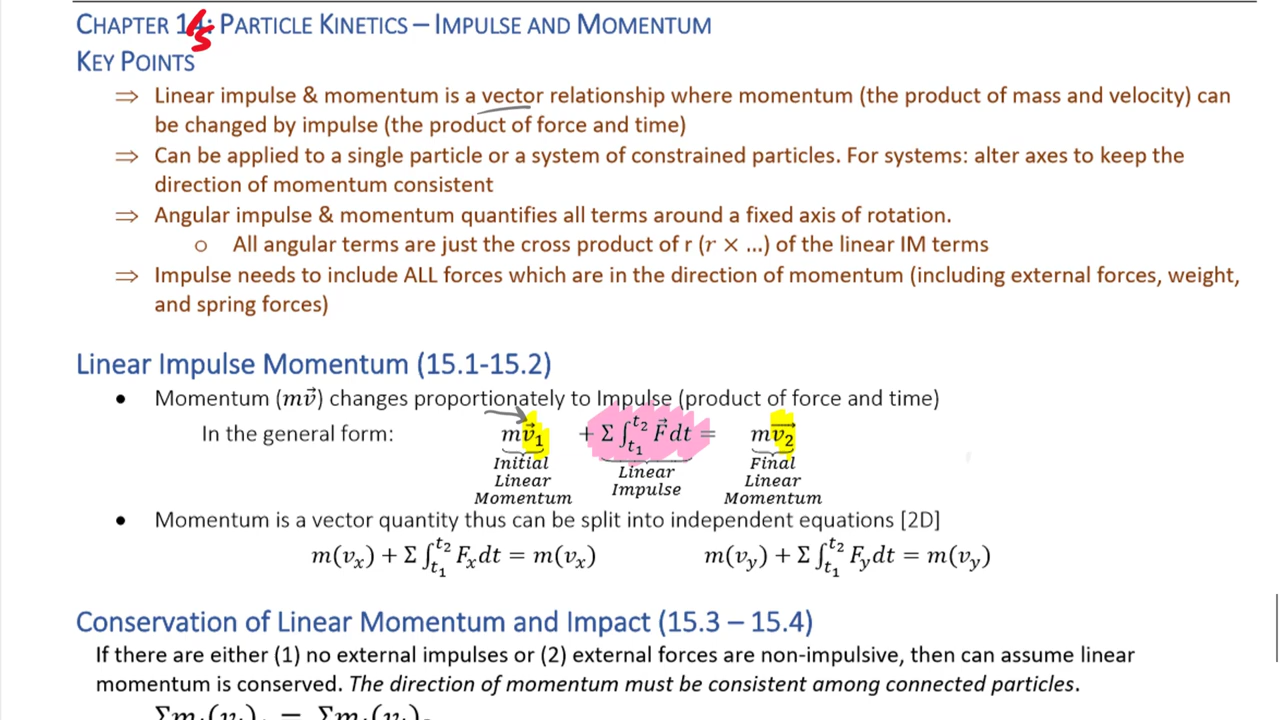 CHAPTER 15: PARTICLE KINETICS – IMPULSE AND MOMENTUM
KEY POINTS
⇒ Linear impulse & momentum is a vector relationship where momentum (the product of mass and velocity) can
be changed by impulse (the product of force and time)
⇒ Can be applied to a single particle or a system of constrained particles. For systems: alter axes to keep the
direction of momentum consistent
⇒ Angular impulse & momentum quantifies all terms around a fixed axis of rotation.
o All angular terms are just the cross product of r (r × ...) of the linear IM terms
⇒ Impulse needs to include ALL forces which are in the direction of momentum (including external forces, weight,
and spring forces)
Linear Impulse Momentum (15.1-15.2)
• Momentum (mv⃗) changes proportionately to Impulse (product of force and time)
In the general form: mv⃗₁ + Σ ∫ₜ₁ᵗ² F⃗dt = mv⃗₂
Initial Linear Momentum
Linear Impulse
Final Linear Momentum
• Momentum is a vector quantity thus can be split into independent equations [2D]
m(vₓ) + Σ ∫ₜ₁ᵗ² Fₓdt = m(vₓ) m(v_y) + Σ ∫ₜ₁ᵗ² F_ydt = m(v_y)
Conservation of Linear Momentum and Impact (15.3 – 15.4)
If there are either (1) no external impulses or (2) external forces are non-impulsive, then can assume linear
momentum is conserved. The direction of momentum must be consistent among connected particles.